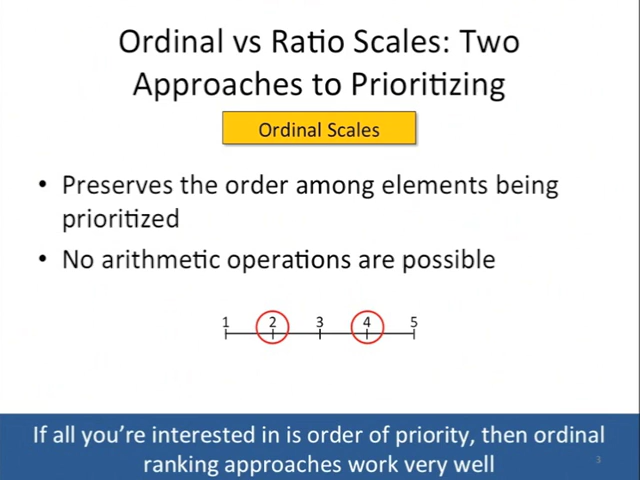 Ordinal vs Ratio Scales: Two
Approaches to Prioritizing
Ordinal Scales
• Preserves the order among elements being
prioritized
• No arithmetic operations are possible
1 2 3 4 5
If all you're interested in is order of priority, then ordinal
ranking approaches work very well
3